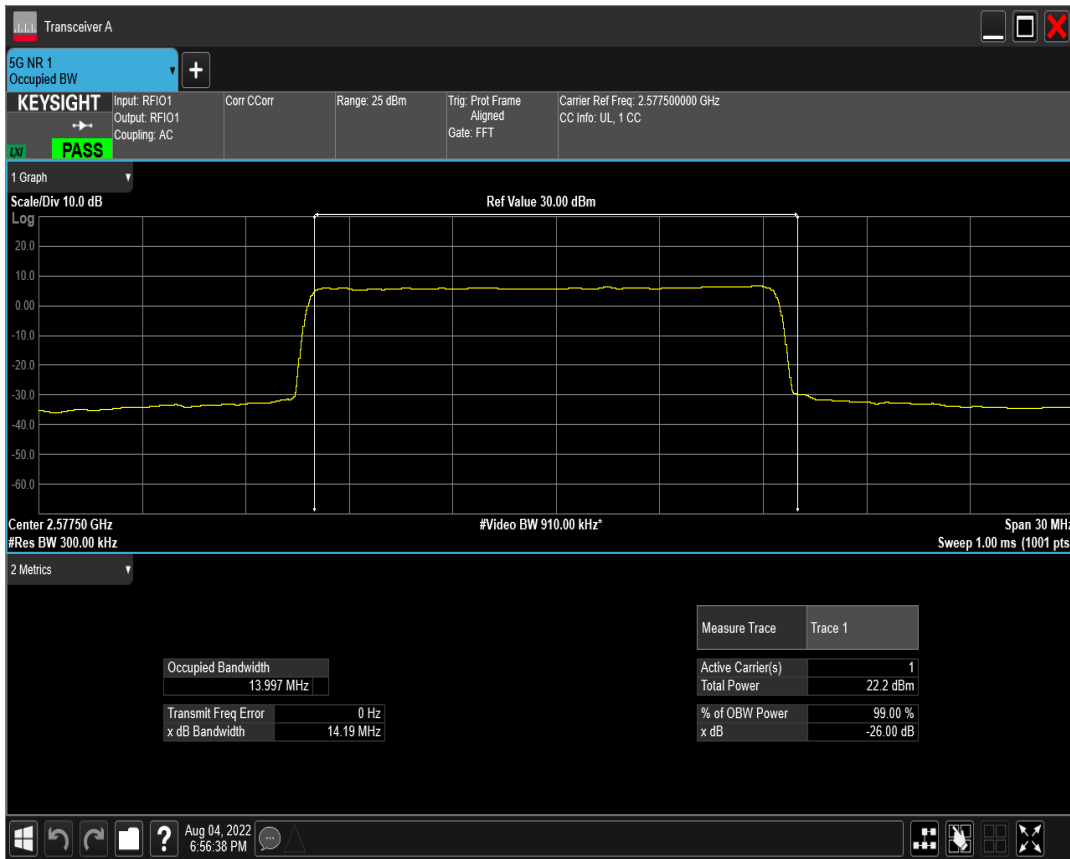 Transceiver A
5G NR 1
Occupied BW
+
KEYSIGHT
LXI
PASS
Input: RFIO1
Output: RFIO1
Coupling: AC
Corr CCorr
Range: 25 dBm
Trig: Prot Frame
Aligned
Gate: FFT
Carrier Ref Freq: 2.577500000 GHz
CC Info: UL, 1 CC
1 Graph
Scale/Div 10.0 dB
Ref Value 30.00 dBm
Log
20.0
10.0
0.00
-10.0
-20.0
-30.0
-40.0
-50.0
-60.0
Center 2.57750 GHz
#Video BW 910.00 kHz*
Span 30 MHz
#Res BW 300.00 kHz
Sweep 1.00 ms (1001 pts
2 Metrics
Measure Trace Trace 1
Occupied Bandwidth
13.997 MHz
Active Carrier(s) 1
Total Power 22.2 dBm
Transmit Freq Error 0 Hz
x dB Bandwidth 14.19 MHz
% of OBW Power 99.00 %
x dB -26.00 dB
?
Aug 04, 2022
6:56:38 PM